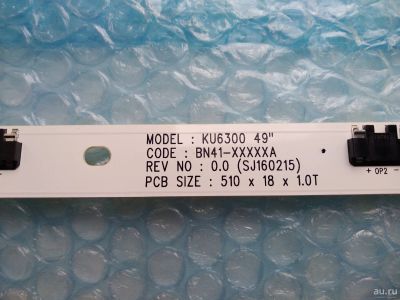 MODEL : KU6300 49"
CODE : BN41-XXXXXA
REV NO : 0.0 (SJ160215)
PCB SIZE : 510 x 18 x 1.0T
+ OP2 -
au.ru